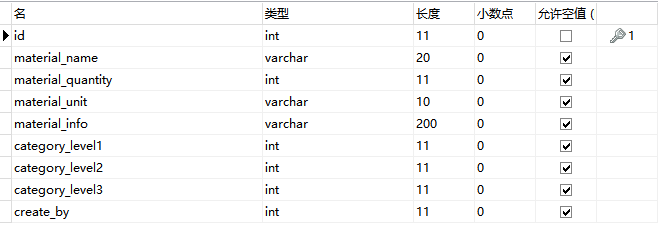 名 类型 长度 小数点 允许空值 (
id int 11 0 1
material_name varchar 20 0
material_quantity int 11 0
material_unit varchar 10 0
material_info varchar 200 0
category_level1 int 11 0
category_level2 int 11 0
category_level3 int 11 0
create_by int 11 0